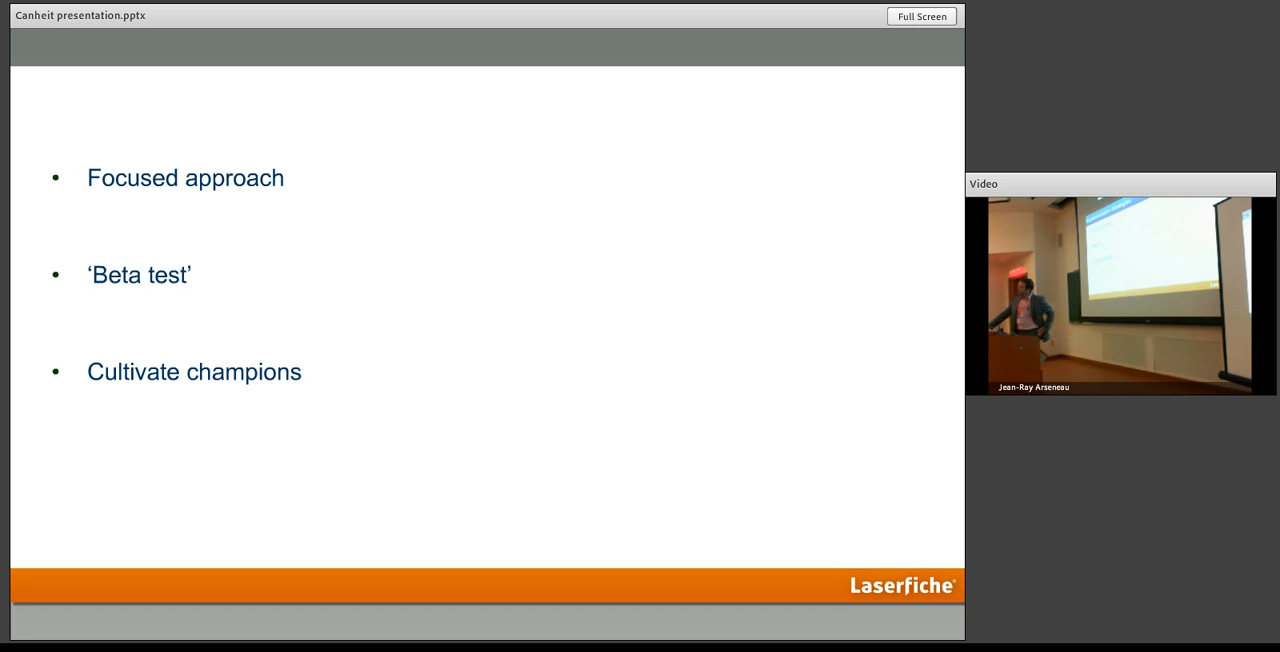 Canheit presentation.pptx
Full Screen
• Focused approach
• ‘Beta test’
• Cultivate champions
Laserfiche®
Video
Jean-Ray Arseneau